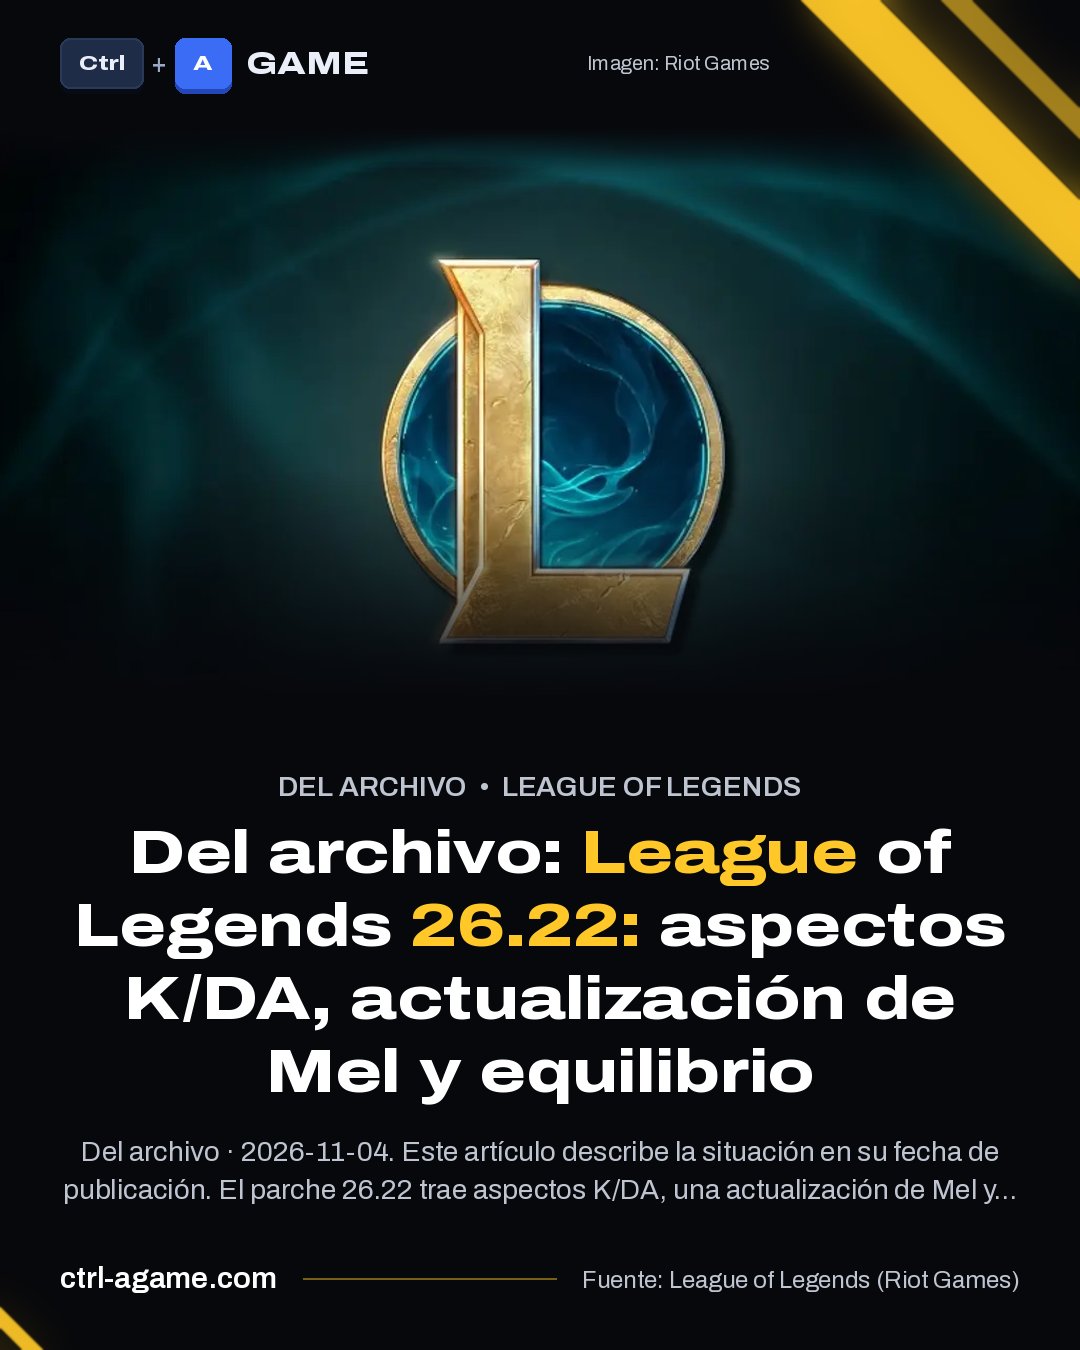 Ctrl + A GAME
Imagen: Riot Games
DEL ARCHIVO • LEAGUE OF LEGENDS
Del archivo: League of
Legends 26.22: aspectos
K/DA, actualización de
Mel y equilibrio
Del archivo · 2026-11-04. Este artículo describe la situación en su fecha de
publicación. El parche 26.22 trae aspectos K/DA, una actualización de Mel y...
ctrl-agame.com
Fuente: League of Legends (Riot Games)